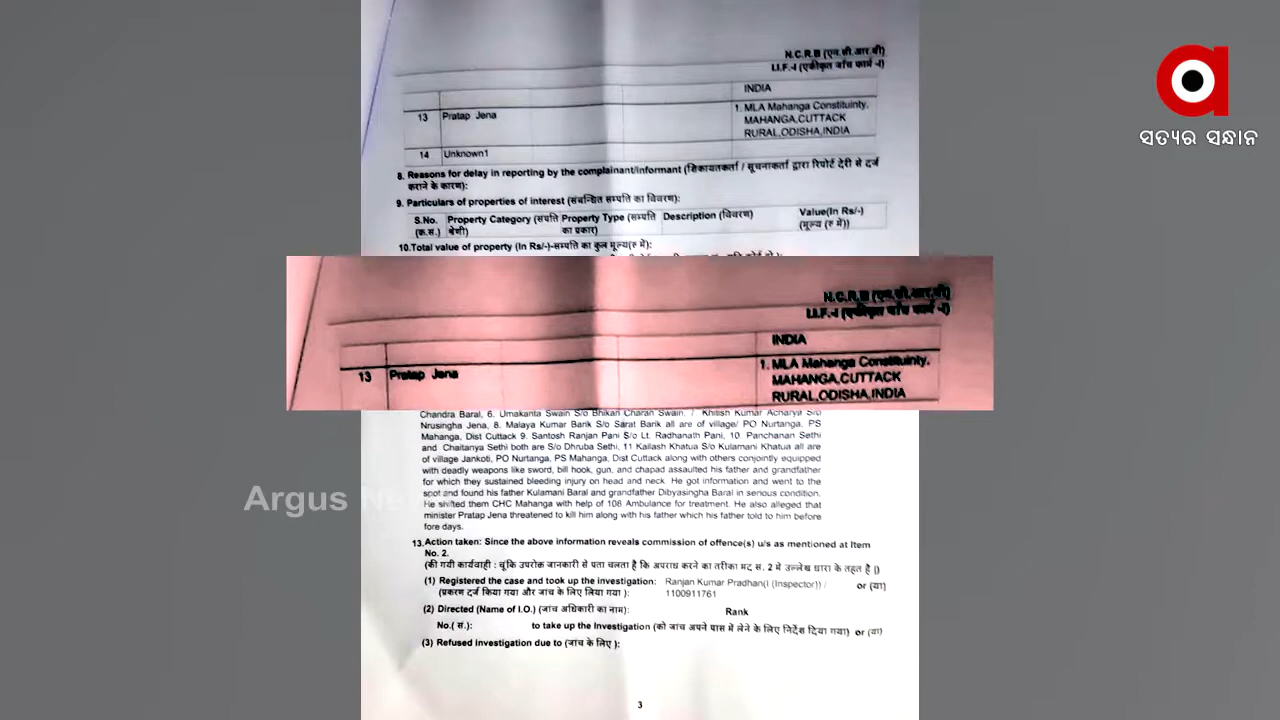 N.C.R.B (एन.सी.आर.बी)
I.I.F.-I (एकीकृत जाँच फार्म -I)
INDIA
13 Pratap Jena 1. MLA Mahanga Constituinty,
MAHANGA,CUTTACK
RURAL,ODISHA,INDIA
14 Unknown1
8. Reasons for delay in reporting by the complainant/informant (शिकायतकर्ता / सूचनाकर्ता द्वारा रिपोर्ट देरी से दर्ज
कराने के कारण):
9. Particulars of properties of interest (संबन्धित सम्पति का विवरण):
S.No. Property Category (संपति Property Type (सम्पति Description (विवरण) Value(In Rs/-)
(क्र.सं.) श्रेणी) का प्रकार) (मूल्य (रु में))
10.Total value of property (In Rs/-)-सम्पति का कुल मूल्य(रु में):
N.C.R.B (एन.सी.आर.बी)
I.I.F.-I (एकीकृत जाँच फार्म -I)
INDIA
13 Pratap Jena 1. MLA Mahanga Constituinty,
MAHANGA,CUTTACK
RURAL,ODISHA,INDIA
Chandra Baral, 6. Umakanta Swain S/o Bhikari Charan Swain, 7 Khitish Kumar Acharya S/o
Nrusingha Jena, 8. Malaya Kumar Barik S/o Sarat Barik all are of village/ PO Nurtanga, PS
Mahanga, Dist Cuttack 9. Santosh Ranjan Pani S/o Lt. Radhanath Pani, 10. Panchanan Sethi
and Chaitanya Sethi both are S/o Dhruba Sethi, 11 Kailash Khatua S/o Kulamani Khatua all are
of village Jankoti, PO Nurtanga, PS Mahanga, Dist Cuttack along with others conjointly equipped
with deadly weapons like sword, bill hook, gun, and chapad assaulted his father and grandfather
for which they sustained bleeding injury on head and neck. He got information and went to the
spot and found his father Kulamani Baral and grandfather Dibyasingha Baral in serious condition.
He shifted them CHC Mahanga with help of 108 Ambulance for treatment. He also alleged that
minister Pratap Jena threatened to kill him along with his father which his father told to him before
fore days.
13. Action taken: Since the above information reveals commission of offence(s) u/s as mentioned at Item
No. 2.
(की गयी कार्यवाही : चूंकि उपरोक्त जानकारी से पता चलता है कि अपराध करने का तरीका मद स. 2 में उल्लेख धारा के तहत है |)
(1) Registered the case and took up the investigation: Ranjan Kumar Pradhan(I (Inspector)) / or (या)
(प्रकरण दर्ज किया गया और जांच के लिए लिया गया ): 1100911761
(2) Directed (Name of I.O.) (जांच अधिकारी का नाम): Rank
No.( सं.): to take up the Investigation (को जांच अपने पास में लेने के लिए निर्देश दिया गया) or (या)
(3) Refused investigation due to (जांच के लिए ):
3
ସତ୍ୟର ସନ୍ଧାନ
Argus